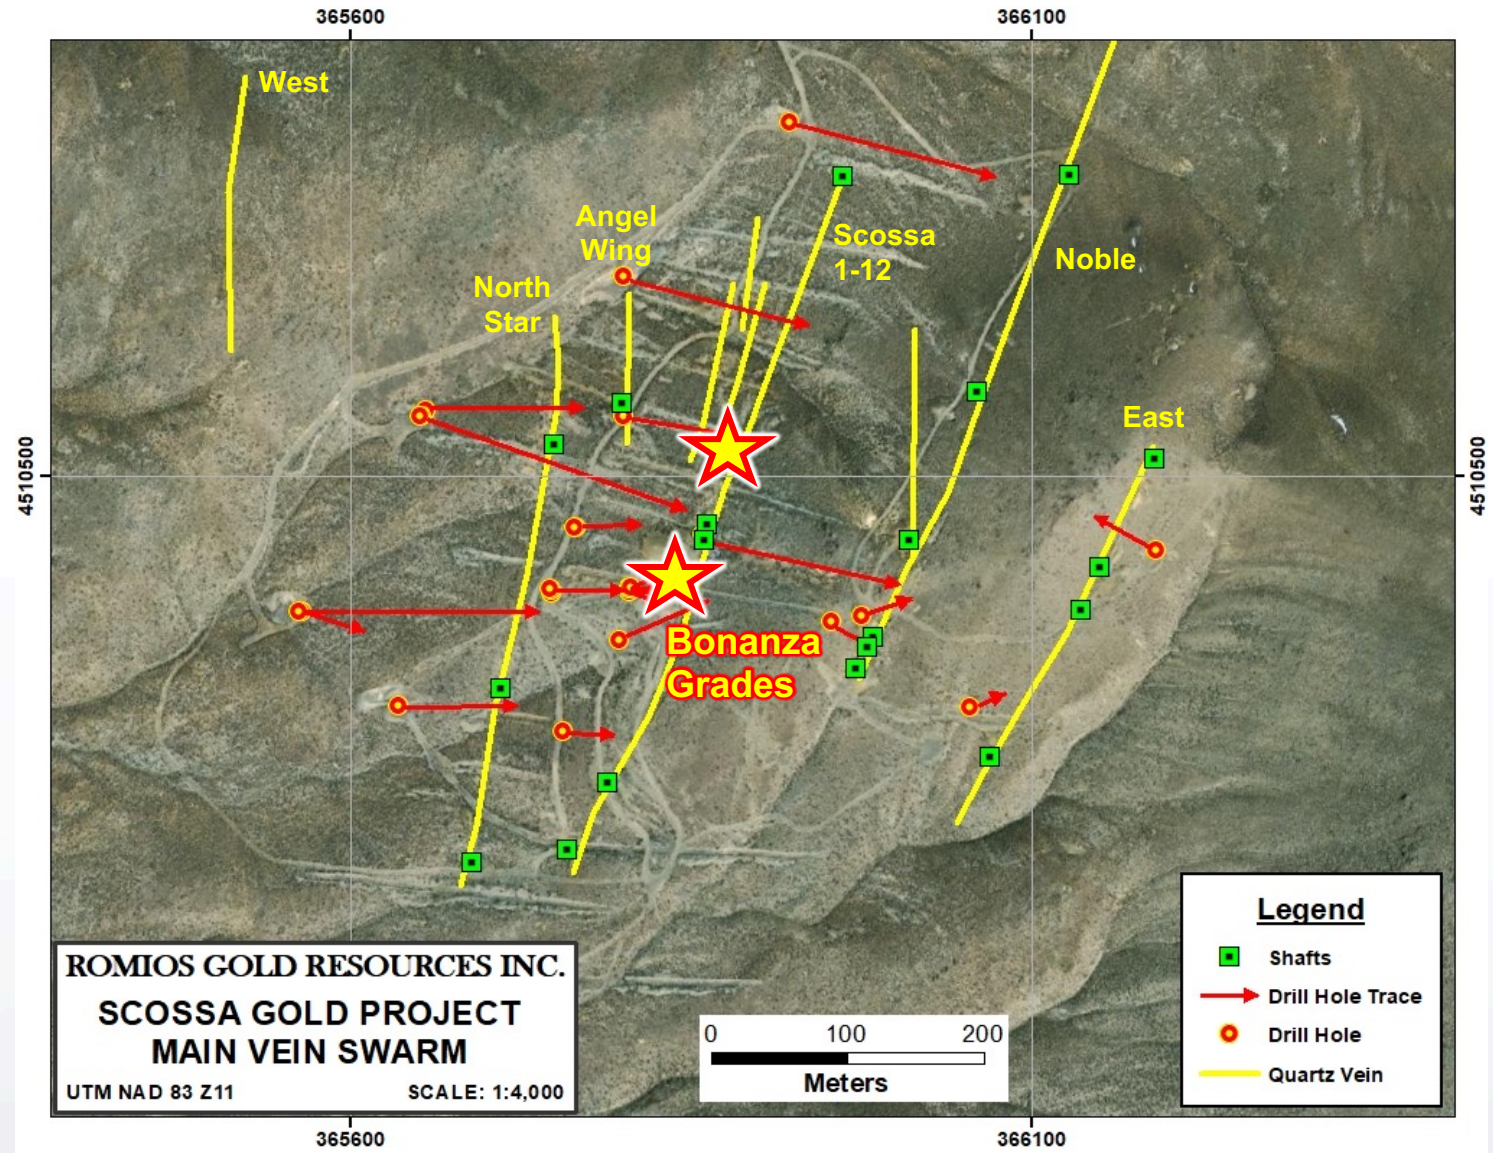 365600
366100
West
Angel
Wing
Scossa
1-12
Noble
North
Star
East
4510500
4510500
Bonanza
Grades
Legend
Shafts
Drill Hole Trace
Drill Hole
Quartz Vein
ROMIOS GOLD RESOURCES INC.
SCOSSA GOLD PROJECT
MAIN VEIN SWARM
UTM NAD 83 Z11
SCALE: 1:4,000
0 100 200
Meters
365600
366100